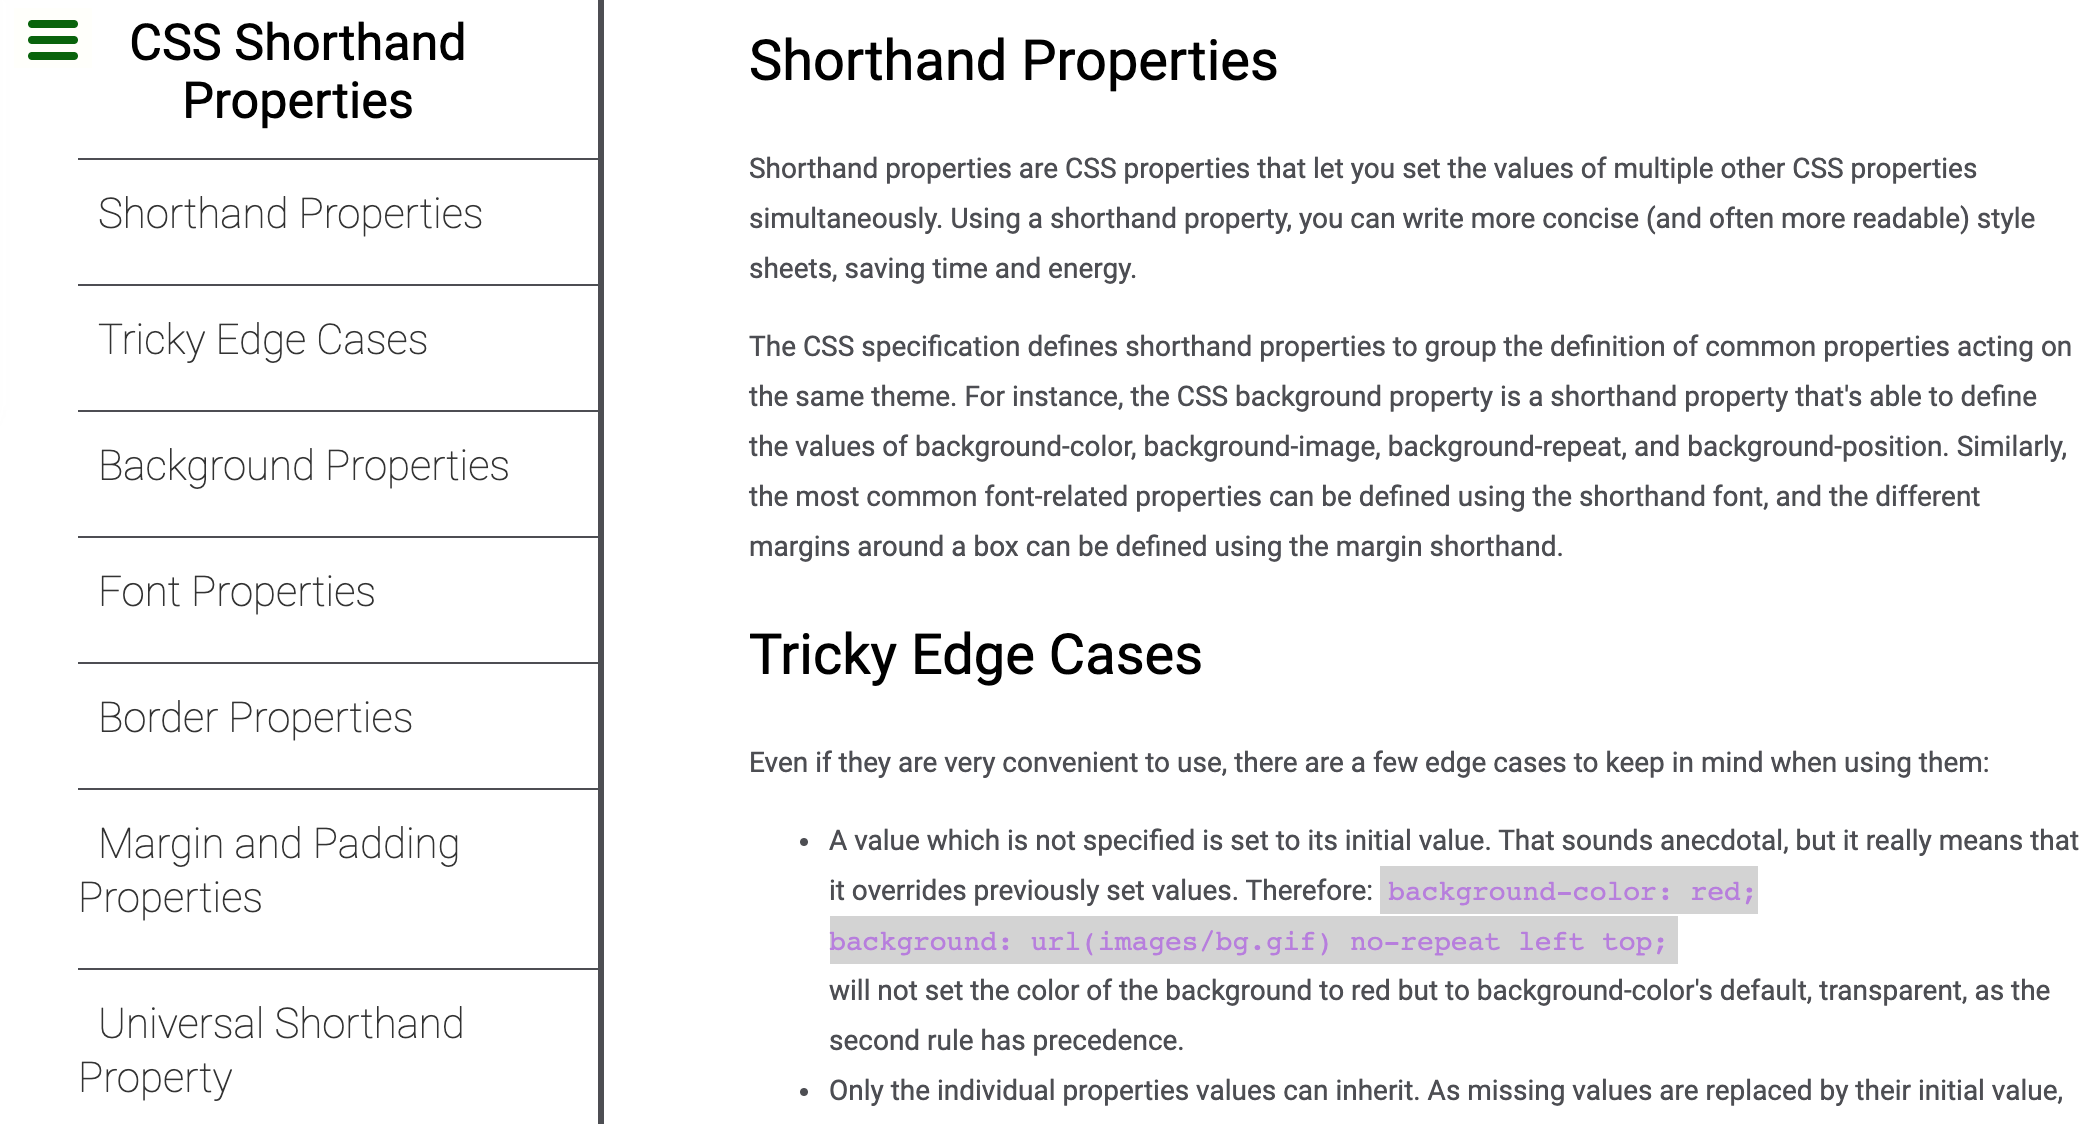 CSS Shorthand
Properties
Shorthand Properties
Tricky Edge Cases
Background Properties
Font Properties
Border Properties
Margin and Padding
Properties
Universal Shorthand
Property
Shorthand Properties
Shorthand properties are CSS properties that let you set the values of multiple other CSS properties
simultaneously. Using a shorthand property, you can write more concise (and often more readable) style
sheets, saving time and energy.
The CSS specification defines shorthand properties to group the definition of common properties acting on
the same theme. For instance, the CSS background property is a shorthand property that's able to define
the values of background-color, background-image, background-repeat, and background-position. Similarly,
the most common font-related properties can be defined using the shorthand font, and the different
margins around a box can be defined using the margin shorthand.
Tricky Edge Cases
Even if they are very convenient to use, there are a few edge cases to keep in mind when using them:
• A value which is not specified is set to its initial value. That sounds anecdotal, but it really means that
it overrides previously set values. Therefore: background-color: red;
background: url(images/bg.gif) no-repeat left top;
will not set the color of the background to red but to background-color's default, transparent, as the
second rule has precedence.
• Only the individual properties values can inherit. As missing values are replaced by their initial value,